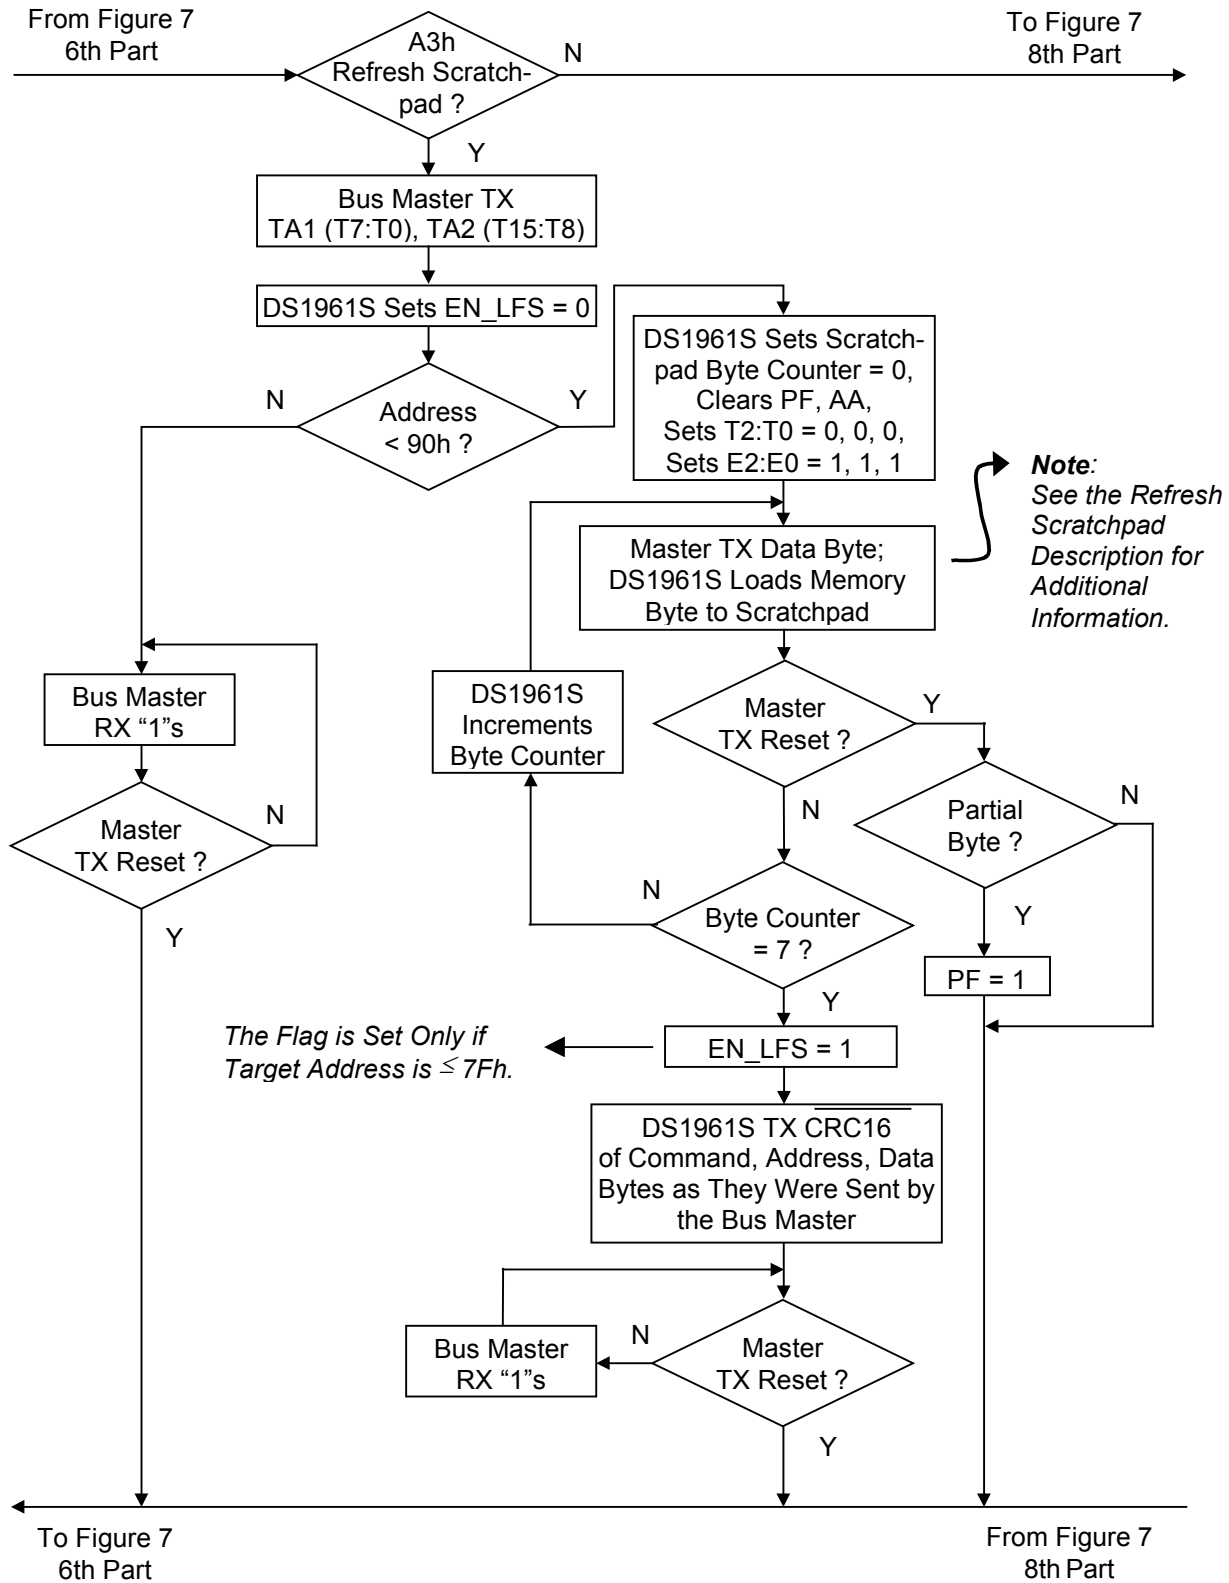 From Figure 7
6th Part
A3h
Refresh Scratch-
pad ?
N
To Figure 7
8th Part
Y
Bus Master TX
TA1 (T7:T0), TA2 (T15:T8)
DS1961S Sets EN_LFS = 0
N
Address
< 90h ?
Y
DS1961S Sets Scratch-
pad Byte Counter = 0,
Clears PF, AA,
Sets T2:T0 = 0, 0, 0,
Sets E2:E0 = 1, 1, 1
Note:
See the Refresh
Scratchpad
Description for
Additional
Information.
Master TX Data Byte;
DS1961S Loads Memory
Byte to Scratchpad
Bus Master
RX “1”s
DS1961S
Increments
Byte Counter
Master
TX Reset ?
Y
N
Master
TX Reset ?
N
Y
Partial
Byte ?
N
Y
PF = 1
N
Byte Counter
= 7 ?
Y
The Flag is Set Only if
Target Address is ≤ 7Fh.
EN_LFS = 1
DS1961S TX CRC16
of Command, Address, Data
Bytes as They Were Sent by
the Bus Master
Bus Master
RX “1”s
N
Master
TX Reset ?
Y
To Figure 7
6th Part
From Figure 7
8th Part